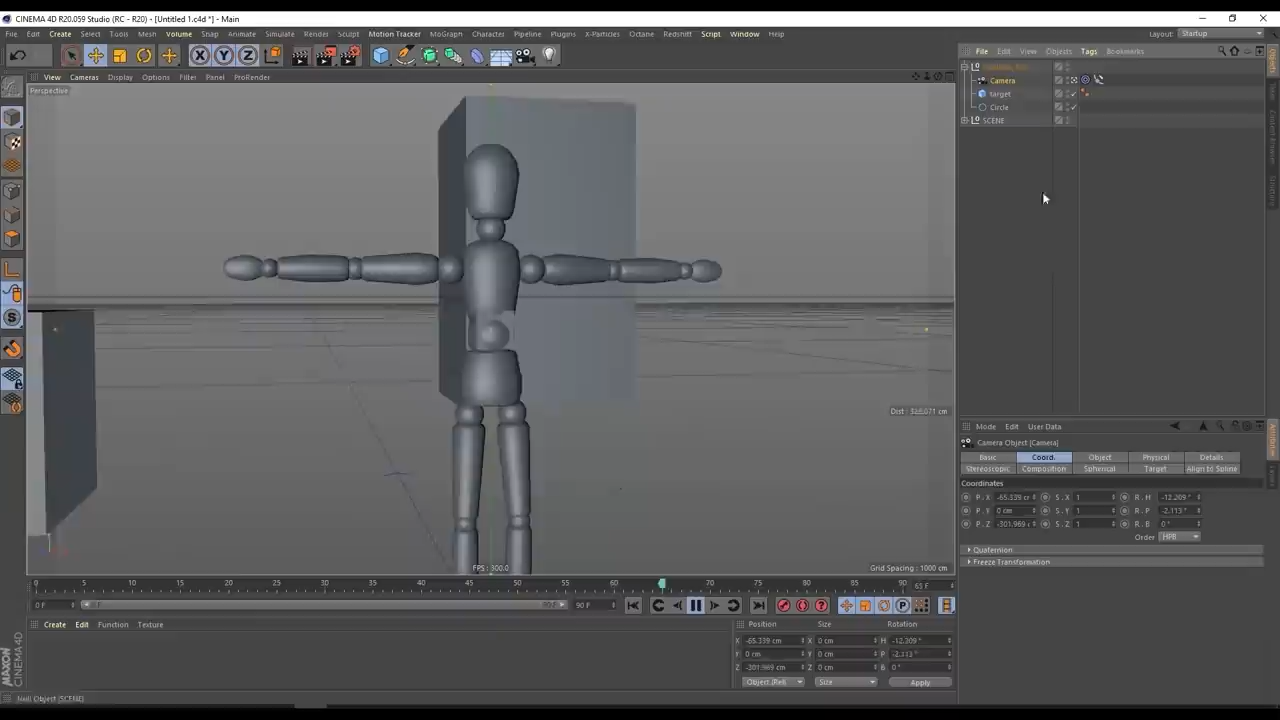 CINEMA 4D R20.059 Studio (RC - R20) - [Untitled 1.c4d *] - Main
File Edit Create Select Tools Mesh Volume Snap Animate Simulate Render Sculpt Motion Tracker MoGraph Character Pipeline Plugins X-Particles Octane Redshift Script Window Help
Layout: Startup
X Y Z
File Edit View Objects Tags Bookmarks
View Cameras Display Options Filter Panel ProRender
Perspective
Camera
target
Circle
SCENE
FPS : 300.0
Grid Spacing : 1000 cm
Mode Edit User Data
Camera Object [Camera]
Basic Coord. Object Physical Details
Stereoscopic Composition Spherical Target Align to Spline
Coordinates
P . X -65.339 cr S . X 1 R . H -12.209 °
P . Y 0 cm S . Y 1 R . P -2.113 °
P . Z -301.969 c S . Z 1 R . B 0 °
Order HPB
Quaternion
Freeze Transformation
0 5 10 15 20 25 30 35 40 45 50 55 60 70 75 80 85 90 65 F
0 F 90 F 90 F
Create Edit Function Texture
Position Size Rotation
X -65.339 cm X 0 cm H -12.209 °
Y 0 cm Y 0 cm P -2.113 °
Z -301.969 cm Z 0 cm B 0 °
Object (Rel) Size Apply
MAXON CINEMA4D
Null Object [SCENE]